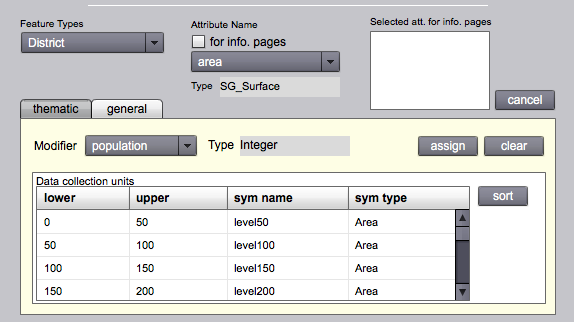 Feature Types
District
Attribute Name
for info. pages
area
Type SG_Surface
Selected att. for info. pages
cancel
thematic general
Modifier population Type Integer assign clear
Data collection units
lower upper sym name sym type
0 50 level50 Area
50 100 level100 Area
100 150 level150 Area
150 200 level200 Area
sort